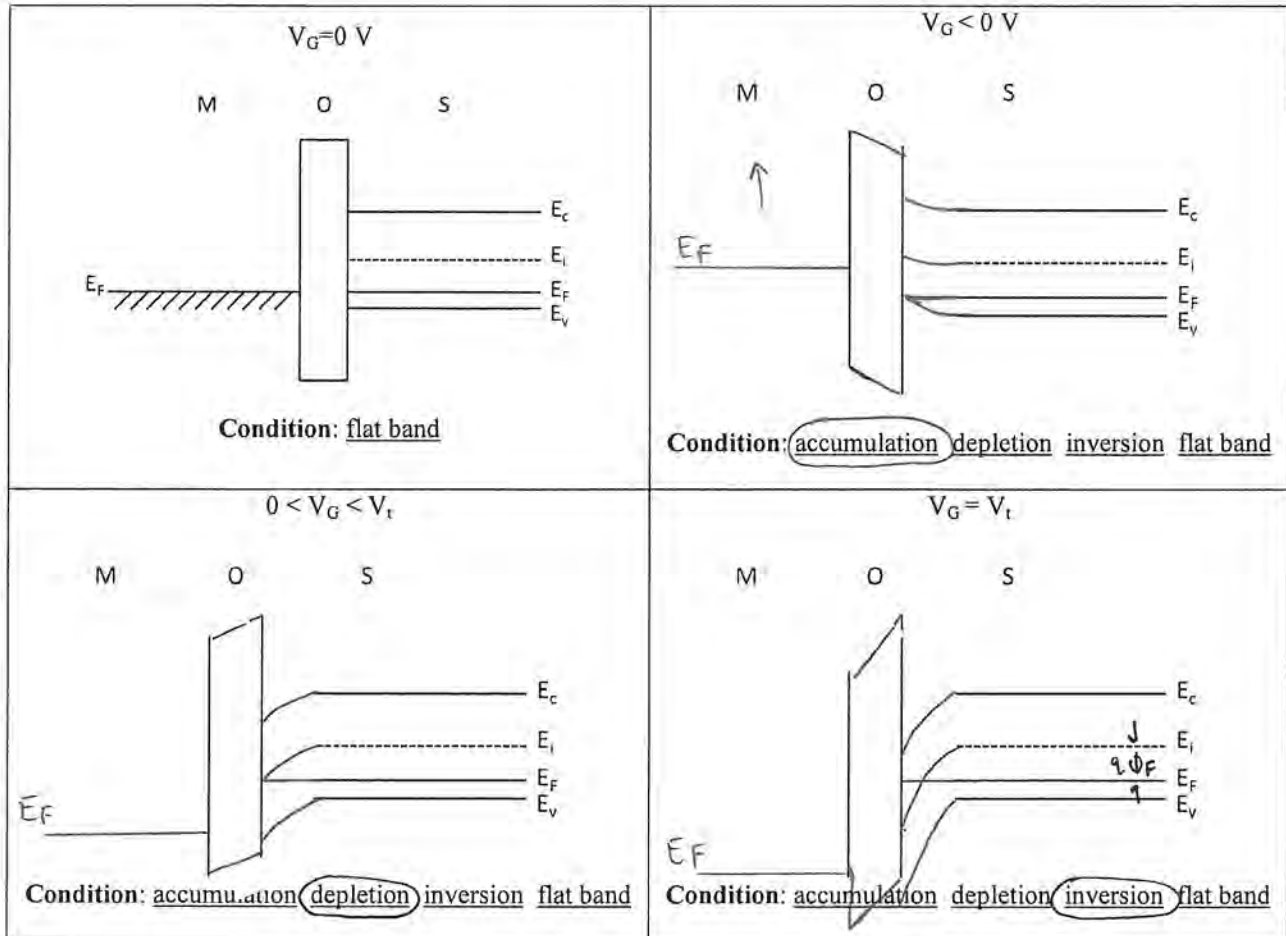 V_G=0 V
M O S
E_c
E_i
E_F E_F
E_v
Condition: flat band
V_G < 0 V
M O S
E_c
E_F E_i
E_F
E_v
Condition: accumulation depletion inversion flat band
0 < V_G < V_t
M O S
E_c
E_i
E_F
E_F E_v
Condition: accumulation depletion inversion flat band
V_G = V_t
M O S
E_c
E_i
qϕ_F E_F
E_v
E_F
Condition: accumulation depletion inversion flat band